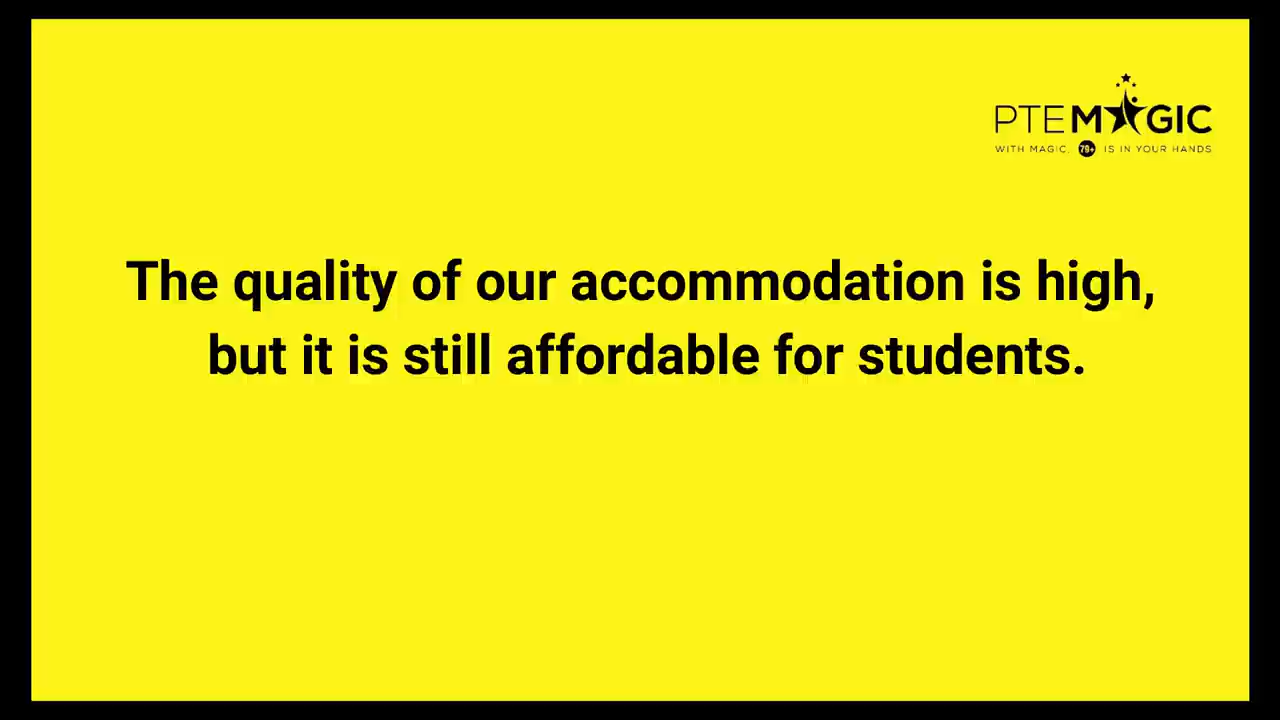 PTEMAGIC
WITH MAGIC, 79+ IS IN YOUR HANDS
The quality of our accommodation is high,
but it is still affordable for students.